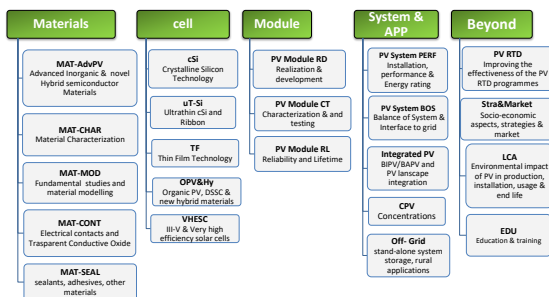 Materials
MAT-AdvPV
Advanced Inorganic & novel
Hybrid semiconductor
Materials
MAT-CHAR
Material Characterization
MAT-MOD
Fundamental studies and
material modelling
MAT-CONT
Electrical contacts and
Trasparent Conductive Oxide
MAT-SEAL
sealants, adhesives, other
materials
cell
cSi
Crystalline Silicon
Technology
uT-Si
Ultrathin cSi and
Ribbon
TF
Thin Film Technology
OPV&Hy
Organic PV, DSSC &
new hybrid materials
VHESC
III-V & Very high
efficiency solar cells
Module
PV Module RD
Realization &
development
PV Module CT
Characterization & and
testing
PV Module RL
Reliability and Lifetime
System &
APP
PV System PERF
Installation,
performance &
Energy rating
PV System BOS
Balance of System &
Interface to grid
Integrated PV
BIPV/BAPV and
PV lanscape
integration
CPV
Concentrations
Off- Grid
stand-alone system
storage, rural
applications
Beyond
PV RTD
Improving the
effectiveness of the PV
RTD programmes
Stra&Market
Socio-economic
aspects, strategies &
market
LCA
Environmental impact
of PV in production,
installation, usage &
end life
EDU
Education & training